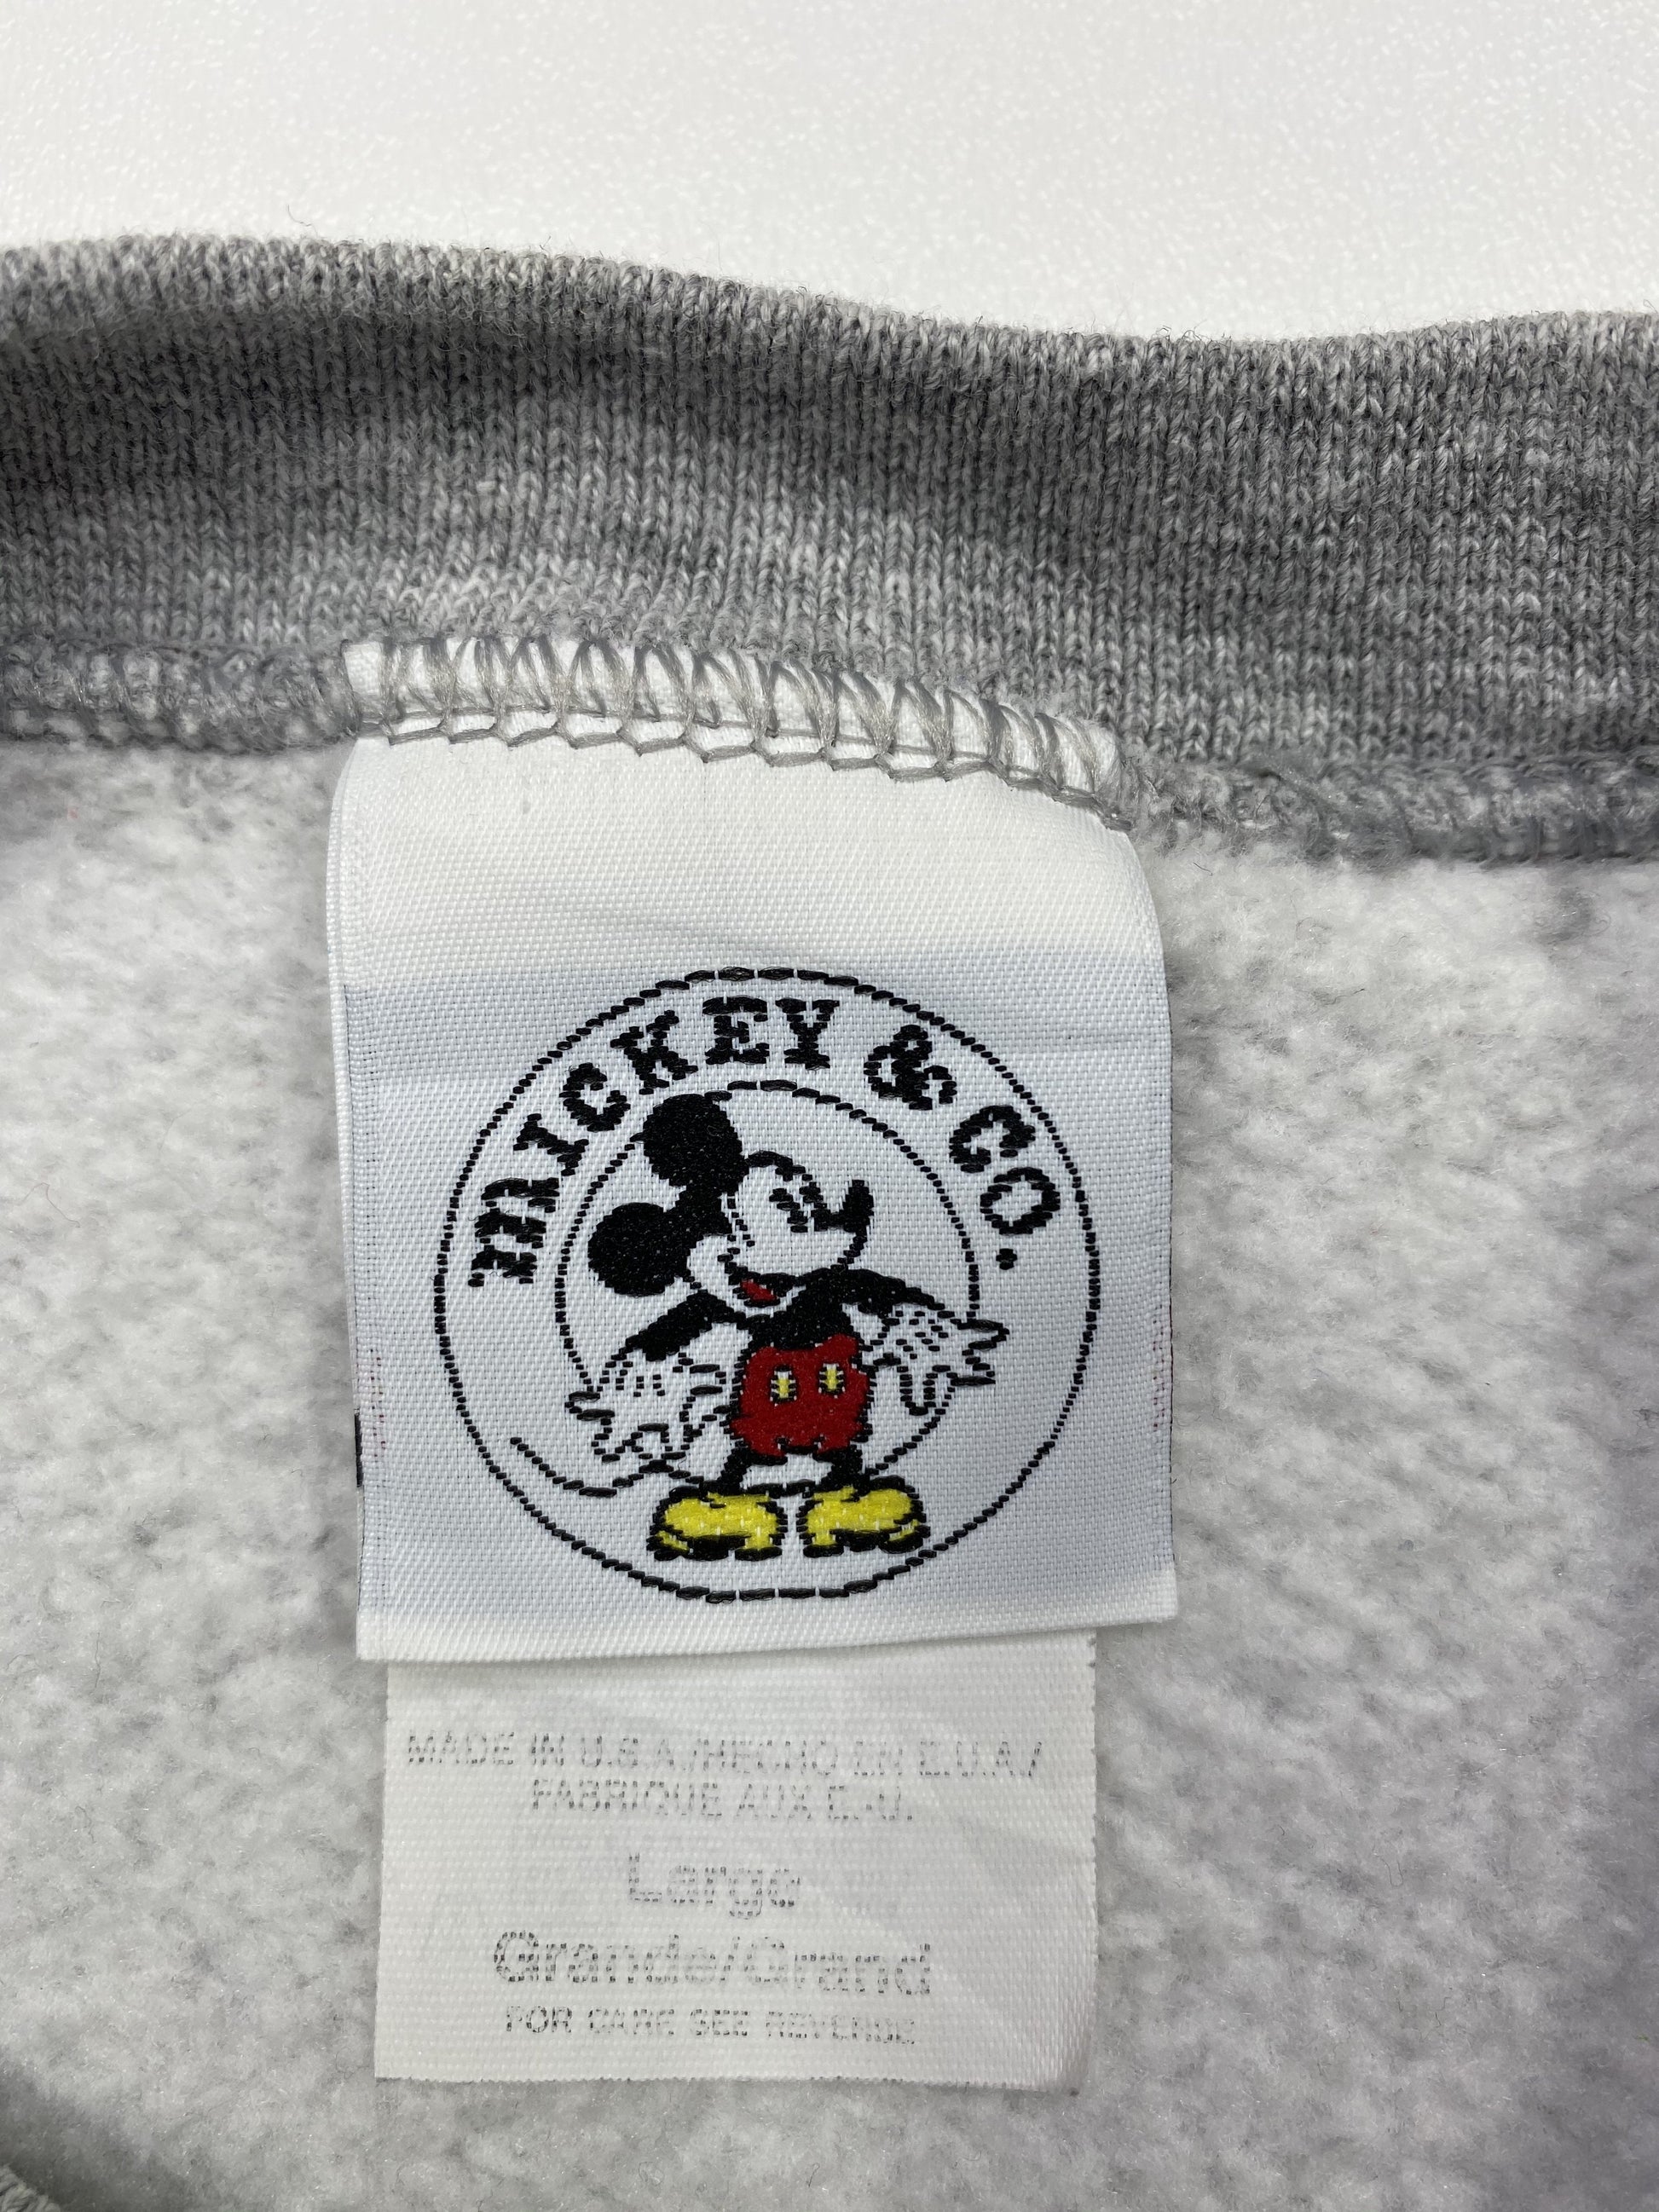 MICKEY & CO.
MADE IN U.S.A./HECHO EN E.U.A./
FABRIQUE AUX E.-U.
Large
Grande/Grand
FOR CARE SEE REVERSE